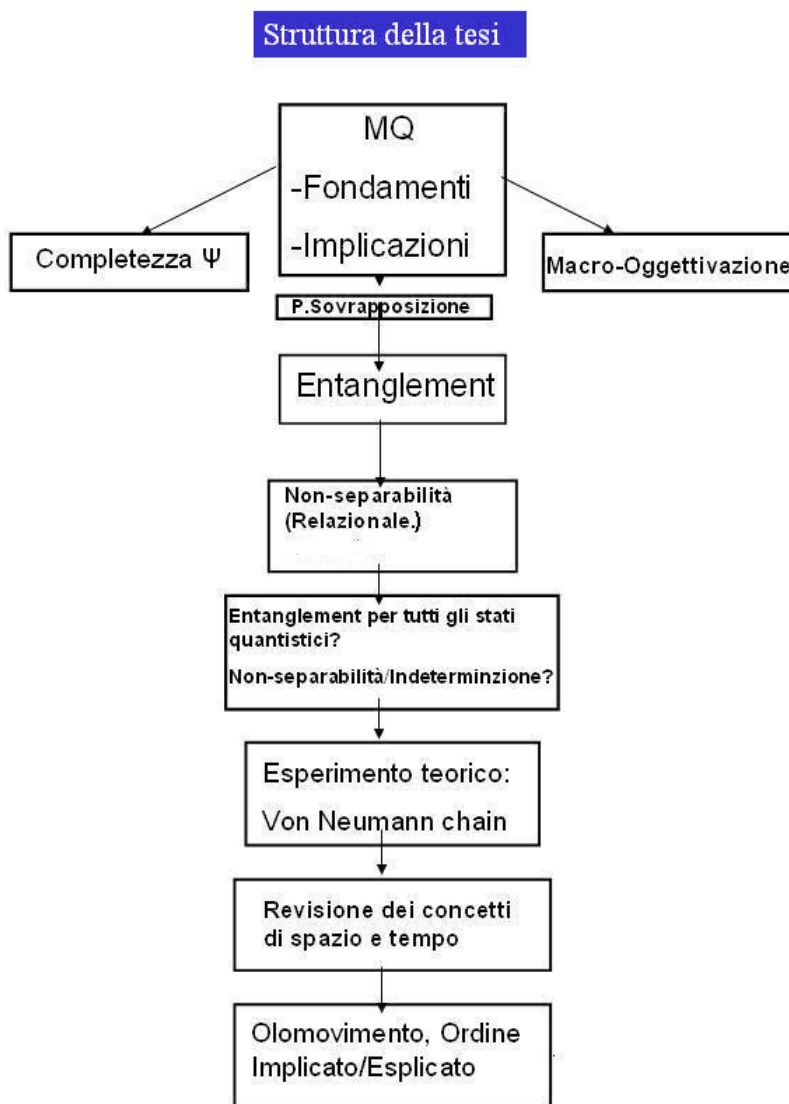 Struttura della tesi
MQ
-Fondamenti
-Implicazioni
Completezza Ψ
Macro-Oggettivazione
P.Sovrapposizione
Entanglement
Non-separabilità
(Relazionale.)
Entanglement per tutti gli stati
quantistici?
Non-separabilità/Indeterminzione?
Esperimento teorico:
Von Neumann chain
Revisione dei concetti
di spazio e tempo
Olomovimento, Ordine
Implicato/Esplicato